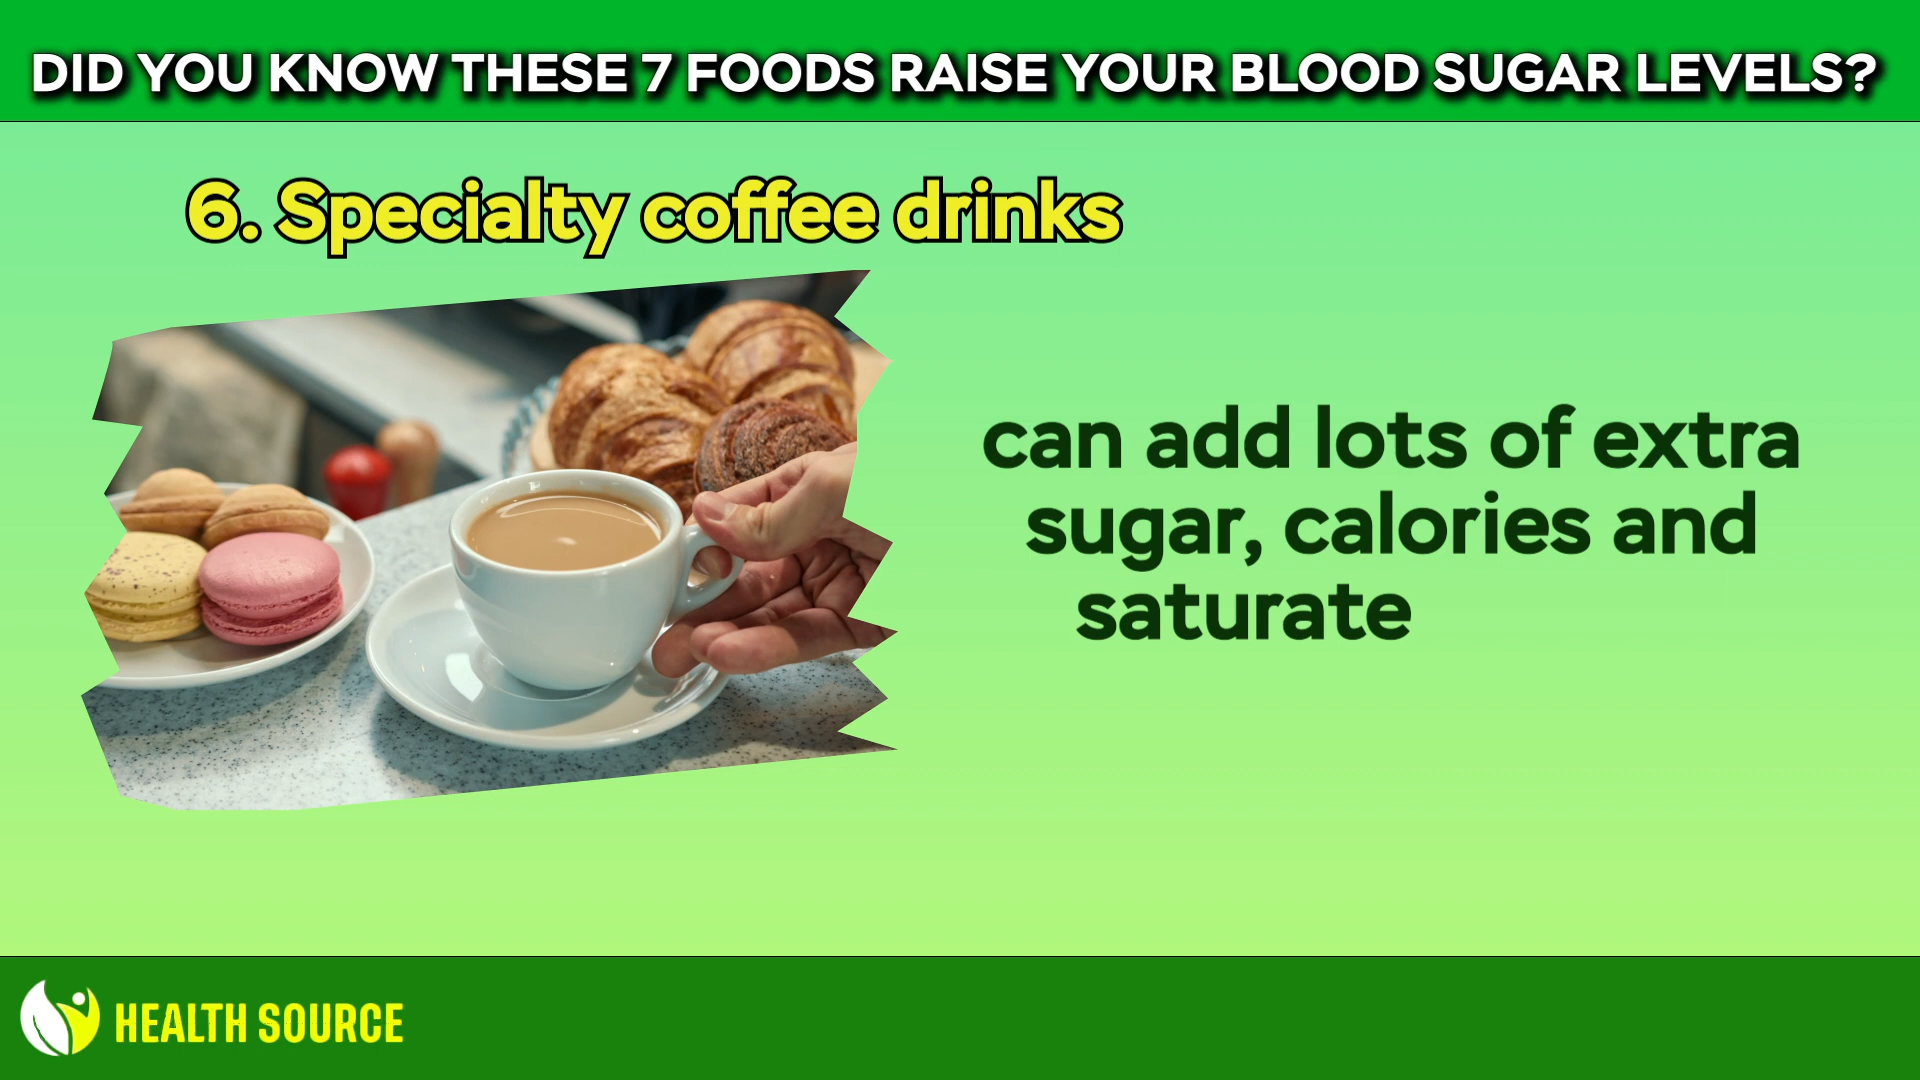 DID YOU KNOW THESE 7 FOODS RAISE YOUR BLOOD SUGAR LEVELS?
6. Specialty coffee drinks
can add lots of extra
sugar, calories and
saturate
HEALTH SOURCE